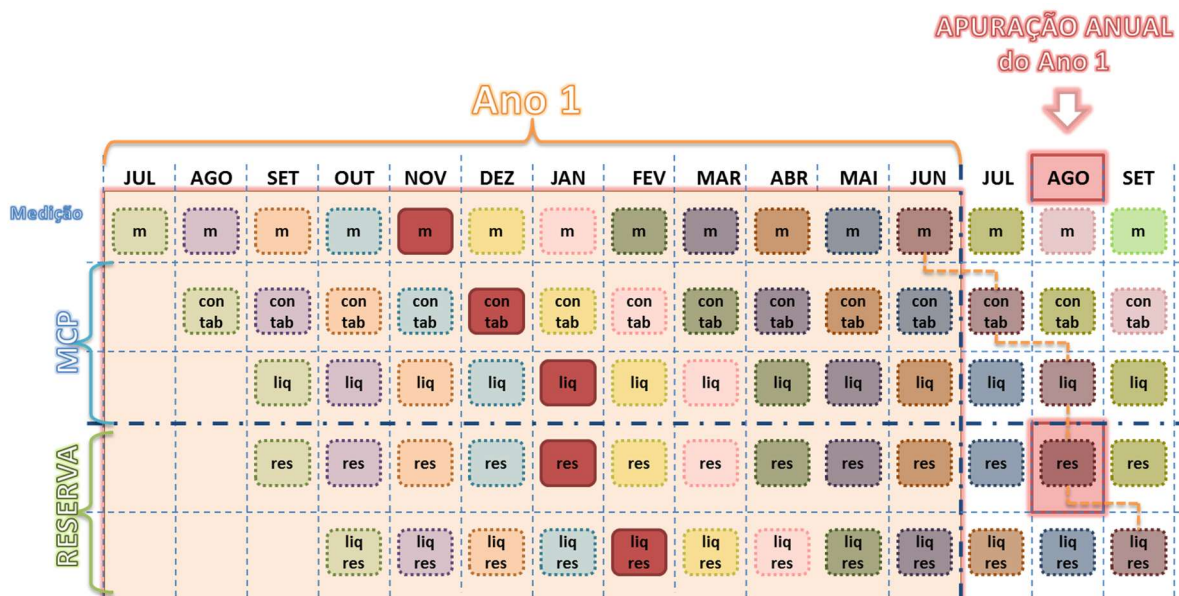 APURAÇÃO ANUAL
do Ano 1
Ano 1
JUL AGO SET OUT NOV DEZ JAN FEV MAR ABR MAI JUN JUL AGO SET
Medição
m m m m m m m m m m m m m m m
MCP
con con con con con con con con con con con con con con
tab tab tab tab tab tab tab tab tab tab tab tab tab tab
liq liq liq liq liq liq liq liq liq liq liq liq liq
RESERVA
res res res res res res res res res res res res res
liq liq liq liq liq liq liq liq liq liq liq liq
res res res res res res res res res res res res